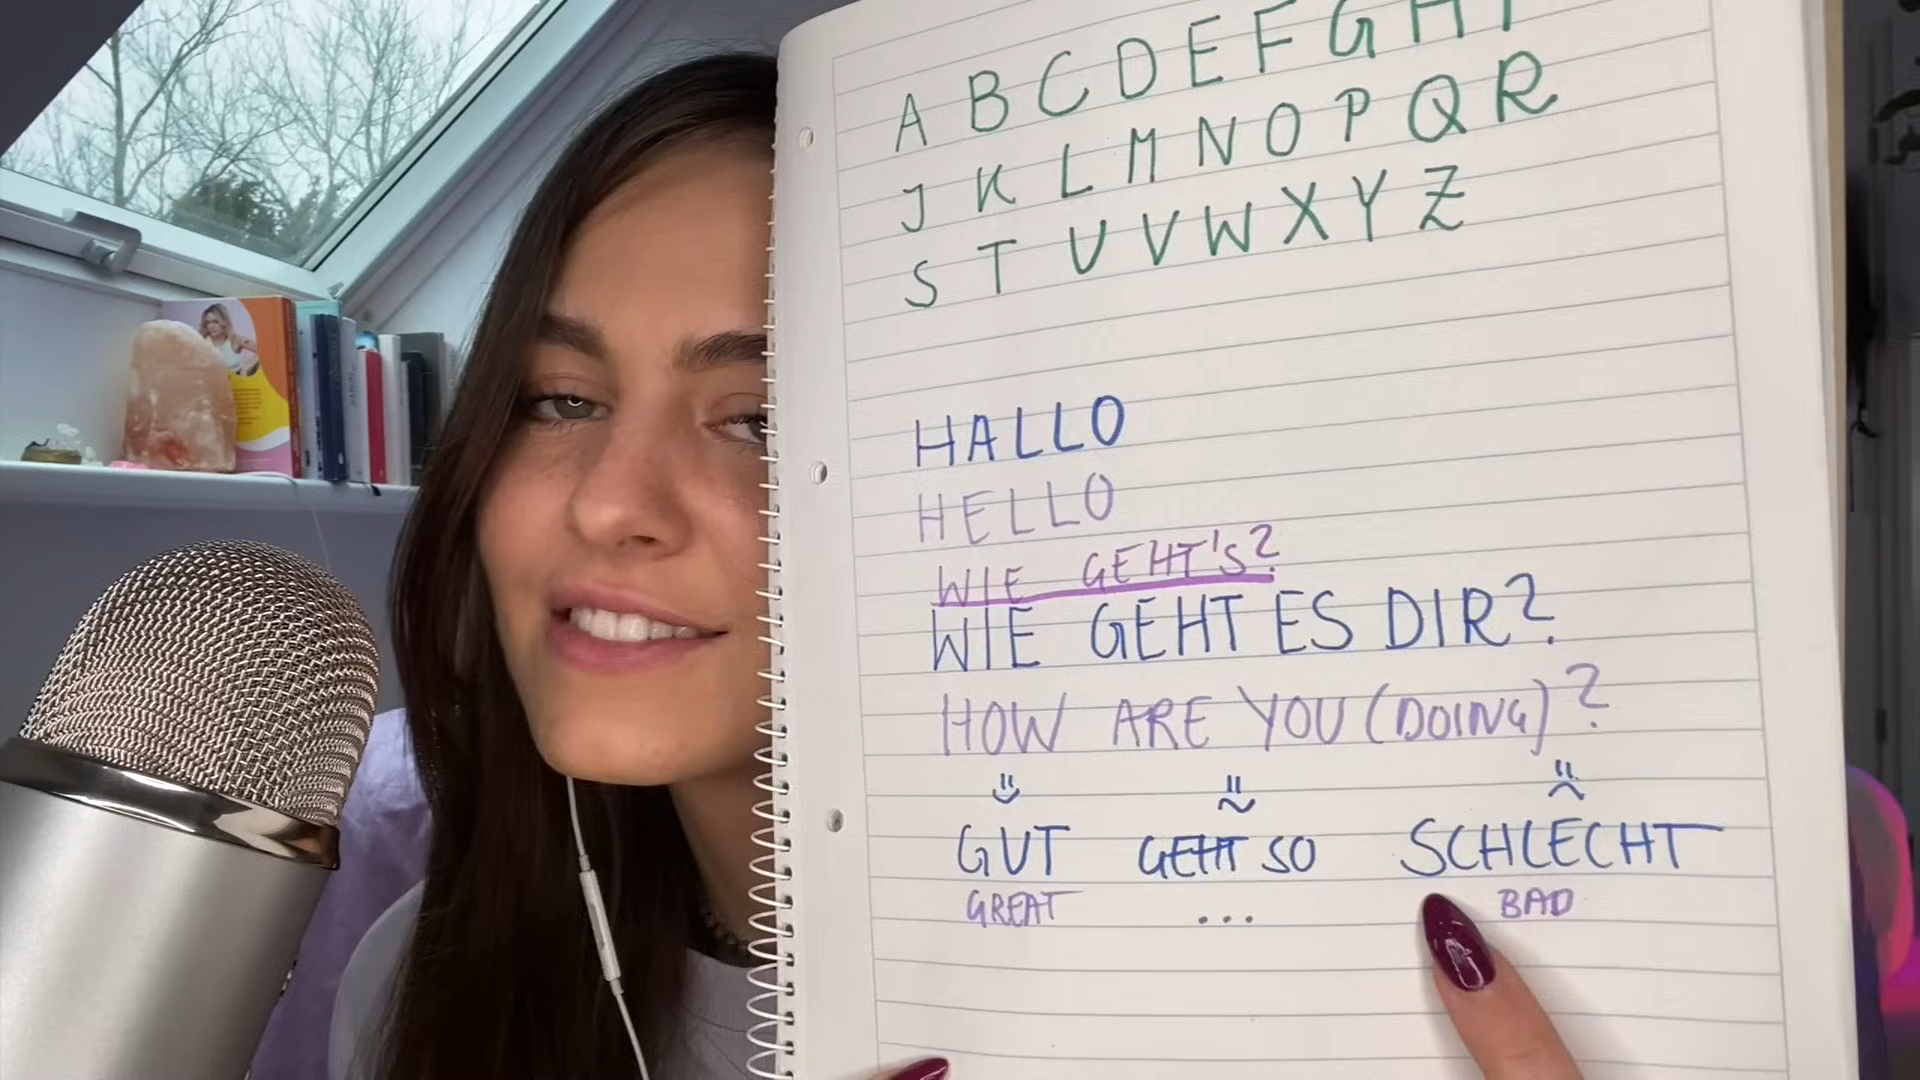 A B C D E F G H I
J K L M N O P Q R
S T U V W X Y Z
HALLO
HELLO
WIE GEHT'S?
WIE GEHT ES DIR?
HOW ARE YOU (DOING)?
GUT GEHT SO SCHLECHT
GREAT ... BAD